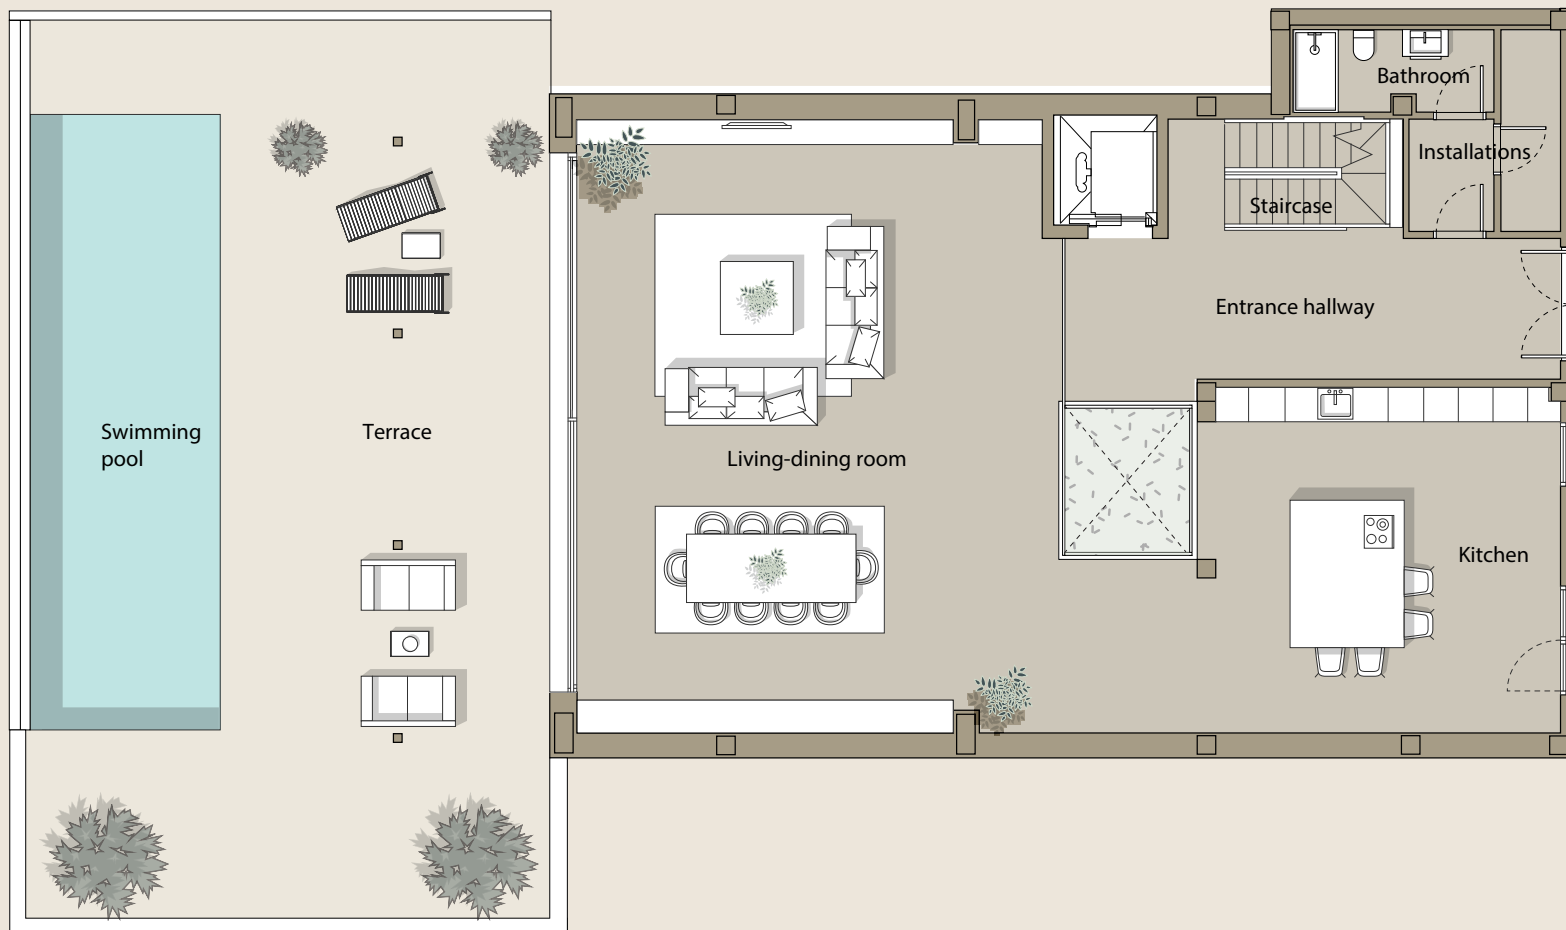 Bathroom
Installations
Staircase
Entrance hallway
Swimming
pool
Terrace
Living-dining room
Kitchen